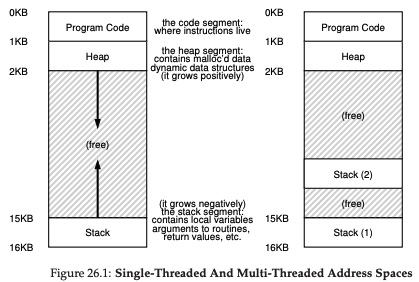 0KB
Program Code
1KB
Heap
2KB
(free)
15KB
Stack
16KB
the code segment:
where instructions live
the heap segment:
contains malloc'd data
dynamic data structures
(it grows positively)
(it grows negatively)
the stack segment:
contains local variables
arguments to routines,
return values, etc.
0KB
Program Code
1KB
Heap
2KB
(free)
Stack (2)
(free)
15KB
Stack (1)
16KB
Figure 26.1: Single-Threaded And Multi-Threaded Address Spaces